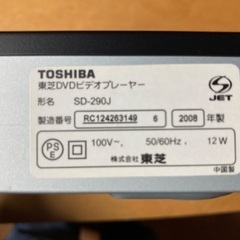 TOSHIBA
東芝DVDビデオプレーヤー
形名 SD-290J
製造番号 RC124263149 6 2008 年製
100V~, 50/60Hz, 12W
株式会社 東芝
中国製
PSE
JET